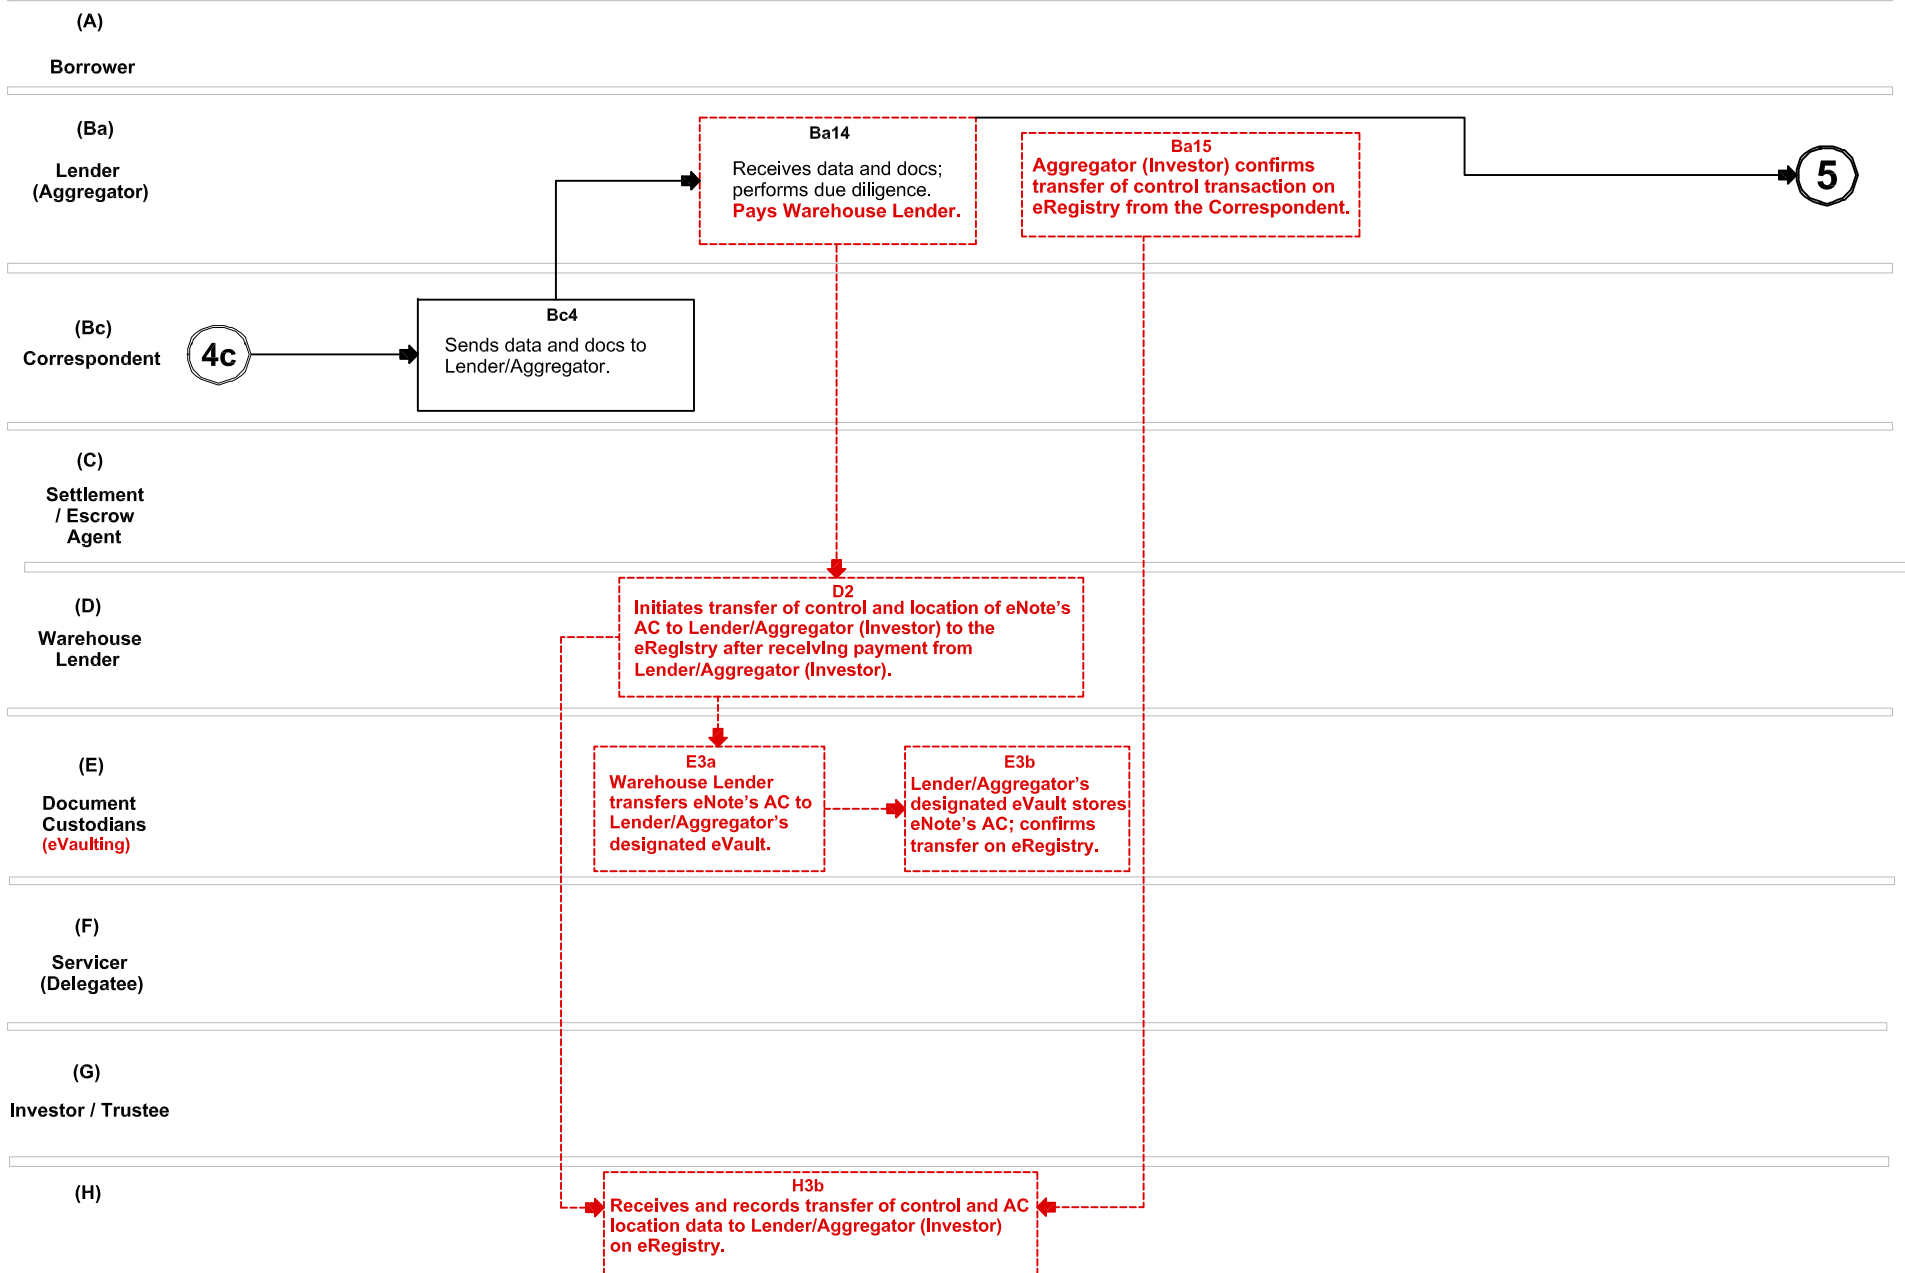 (A)
Borrower
(Ba)
Lender
(Aggregator)
Ba14
Receives data and docs;
performs due diligence.
Pays Warehouse Lender.
Ba15
Aggregator (Investor) confirms
transfer of control transaction on
eRegistry from the Correspondent.
5
(Bc)
Correspondent
4c
Bc4
Sends data and docs to
Lender/Aggregator.
(C)
Settlement
/ Escrow
Agent
(D)
Warehouse
Lender
D2
Initiates transfer of control and location of eNote’s
AC to Lender/Aggregator (Investor) to the
eRegistry after receiving payment from
Lender/Aggregator (Investor).
(E)
Document
Custodians
(eVaulting)
E3a
Warehouse Lender
transfers eNote’s AC to
Lender/Aggregator’s
designated eVault.
E3b
Lender/Aggregator’s
designated eVault stores
eNote’s AC; confirms
transfer on eRegistry.
(F)
Servicer
(Delegatee)
(G)
Investor / Trustee
(H)
H3b
Receives and records transfer of control and AC
location data to Lender/Aggregator (Investor)
on eRegistry.